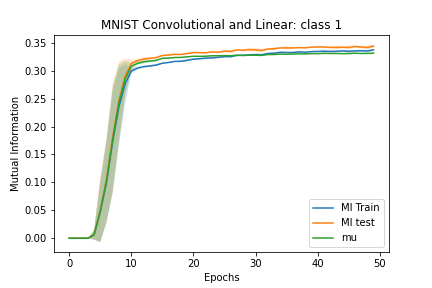 MNIST Convolutional and Linear: class 1
0.35
0.30
0.25
0.20
0.15
0.10
0.05
0.00
Mutual Information
0 10 20 30 40 50
Epochs
MI Train
MI test
mu